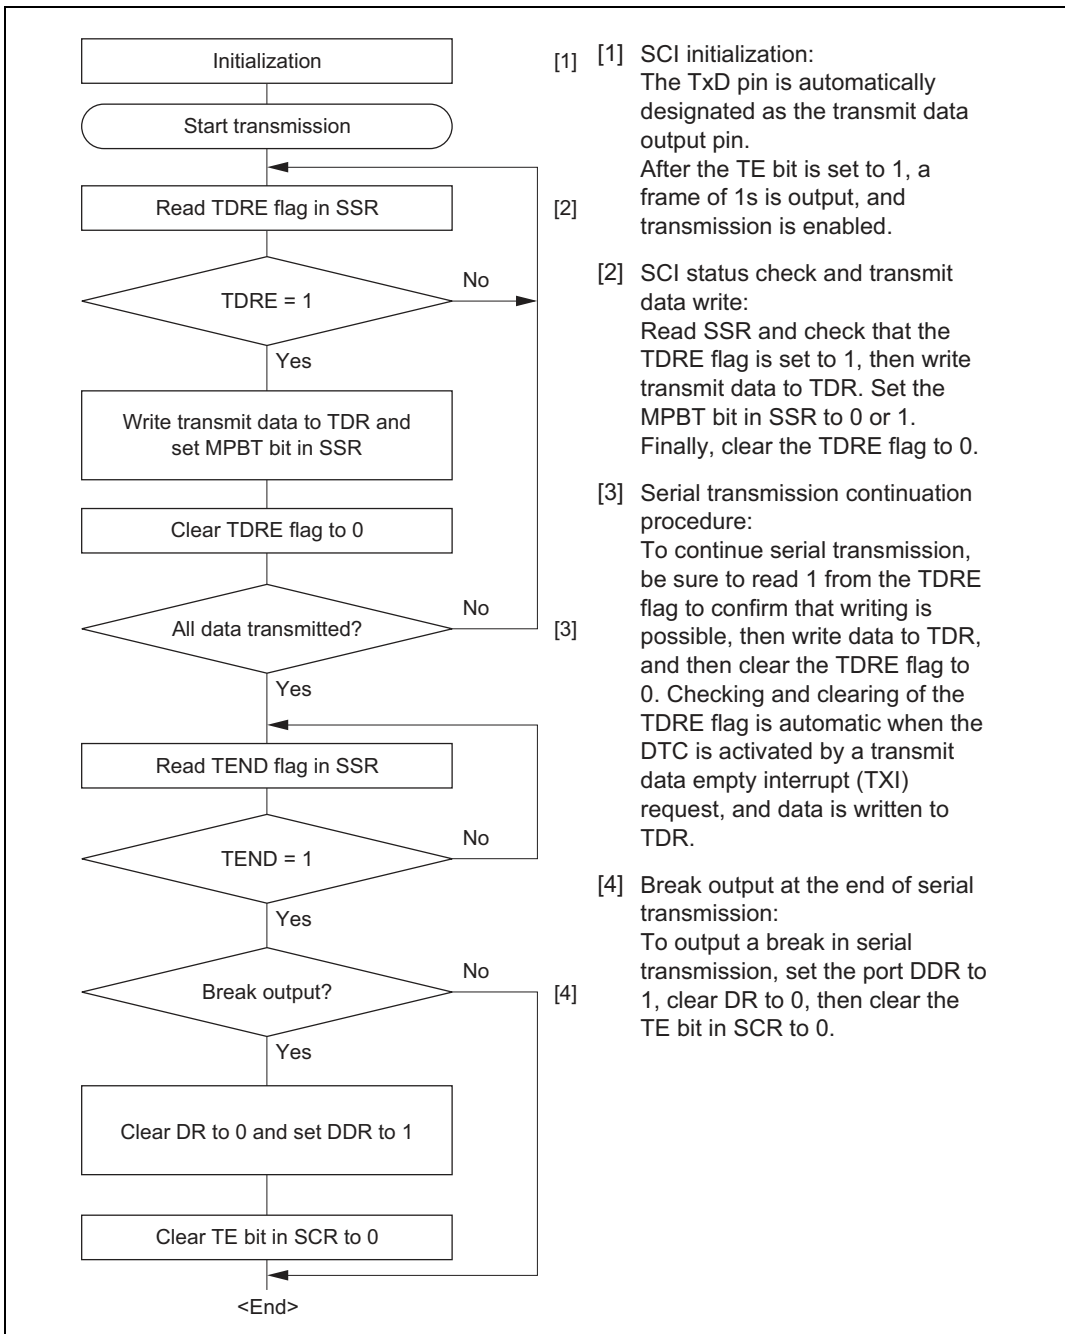 Initialization
[1]
Start transmission
Read TDRE flag in SSR
[2]
TDRE = 1
No
Yes
Write transmit data to TDR and
set MPBT bit in SSR
Clear TDRE flag to 0
All data transmitted?
No
[3]
Yes
Read TEND flag in SSR
TEND = 1
No
Yes
Break output?
No
[4]
Yes
Clear DR to 0 and set DDR to 1
Clear TE bit in SCR to 0
<End>
[1] SCI initialization:
The TxD pin is automatically
designated as the transmit data
output pin.
After the TE bit is set to 1, a
frame of 1s is output, and
transmission is enabled.
[2] SCI status check and transmit
data write:
Read SSR and check that the
TDRE flag is set to 1, then write
transmit data to TDR. Set the
MPBT bit in SSR to 0 or 1.
Finally, clear the TDRE flag to 0.
[3] Serial transmission continuation
procedure:
To continue serial transmission,
be sure to read 1 from the TDRE
flag to confirm that writing is
possible, then write data to TDR,
and then clear the TDRE flag to
0. Checking and clearing of the
TDRE flag is automatic when the
DTC is activated by a transmit
data empty interrupt (TXI)
request, and data is written to
TDR.
[4] Break output at the end of serial
transmission:
To output a break in serial
transmission, set the port DDR to
1, clear DR to 0, then clear the
TE bit in SCR to 0.